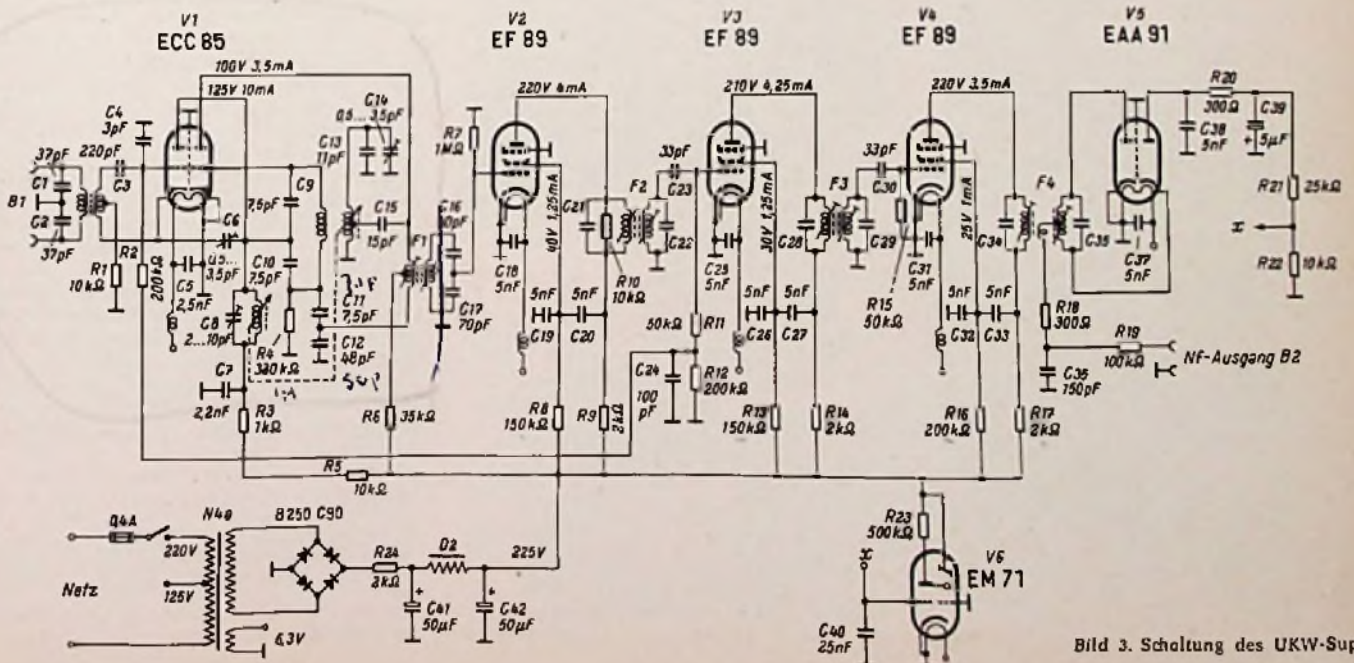 V1
ECC 85
V2
EF 89
V3
EF 89
V4
EF 89
V5
EAA 91
100V 3,5mA
125V 10mA
C4
3pF
37pF
220pF
C1
C3
B1
C2
37pF
R1
10kΩ
R2
200kΩ
C5
2,5nF
C6
3,5pF
C8
2...10pF
C7
2,2nF
R3
1kΩ
R4
330kΩ
C9
7,5pF
C10
7,5pF
C11
7,5pF
C12
48pF
C13
11pF
C14
0,5...3,5pF
C15
15pF
F1
C16
C17
70pF
R5
10kΩ
R6
35kΩ
R7
1MΩ
220V 4mA
40V 1,25mA
C18
5nF
5nF
C19
5nF
C20
R8
150kΩ
R9
2kΩ
R10
10kΩ
C21
F2
C22
33pF
C23
50kΩ
R11
R12
200kΩ
C24
100
pF
210V 4,25mA
30V 1,25mA
C25
5nF
5nF
C26
5nF
C27
R13
150kΩ
R14
2kΩ
C28
F3
C29
33pF
C30
R15
50kΩ
220V 3,5mA
25V 1mA
C31
5nF
5nF
C32
5nF
C33
R16
200kΩ
R17
2kΩ
C34
F4
C35
C37
5nF
R18
300Ω
R19
100kΩ
C35
150pF
Nf-Ausgang B2
C38
5nF
R20
300Ω
C39
5µF
R21
25kΩ
x
R22
10kΩ
0,4A
N4a
B250 C90
220V
125V
Netz
6,3V
R24
D2
225V
C41
50µF
C42
50µF
R23
500kΩ
V6
EM 71
x
C40
25nF
Bild 3. Schaltung des UKW-Sup